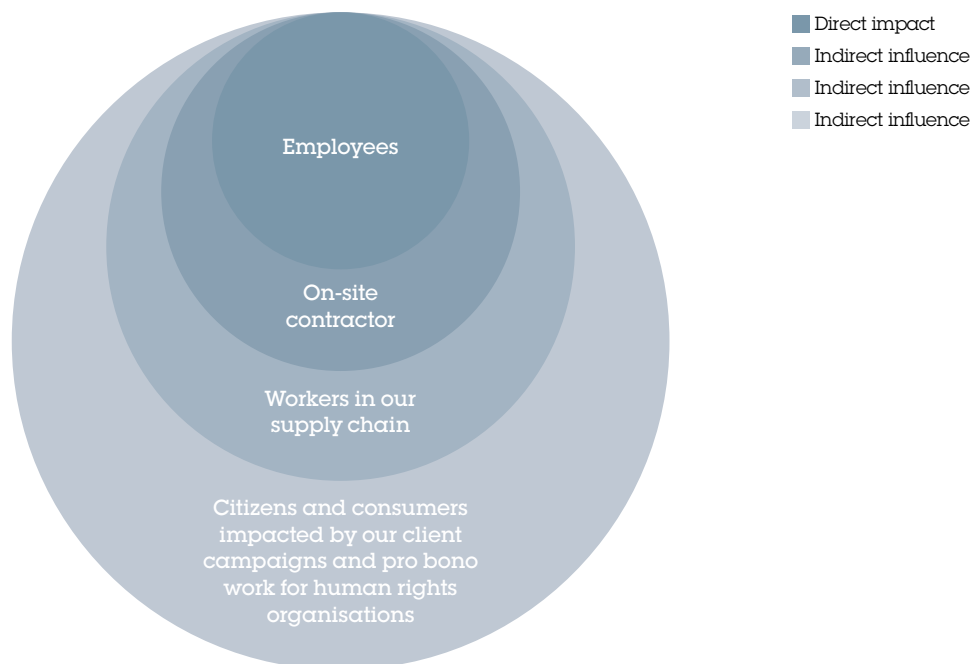 Employees
On-site
contractor
Workers in our
supply chain
Citizens and consumers
impacted by our client
campaigns and pro bono
work for human rights
organisations
Direct impact
Indirect influence
Indirect influence
Indirect influence